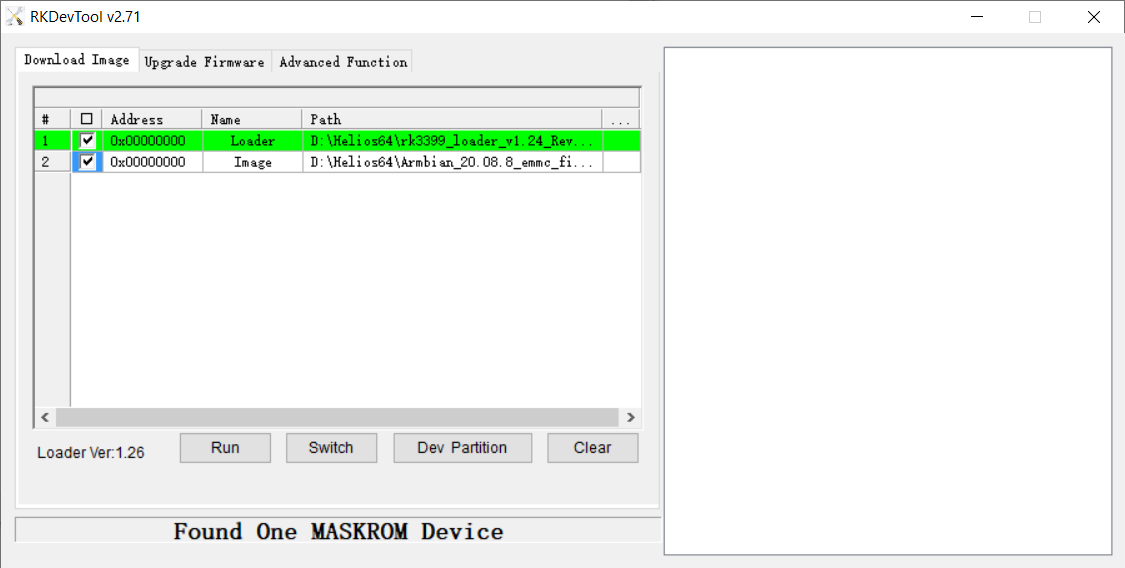 RKDevTool v2.71
Download Image Upgrade Firmware Advanced Function
# Address Name Path ...
1 0x00000000 Loader D:\Helios64\rk3399_loader_v1.24_Rev...
2 0x00000000 Image D:\Helios64\Armbian_20.08.8_emmc_fi...
Loader Ver:1.26 Run Switch Dev Partition Clear
Found One MASKROM Device